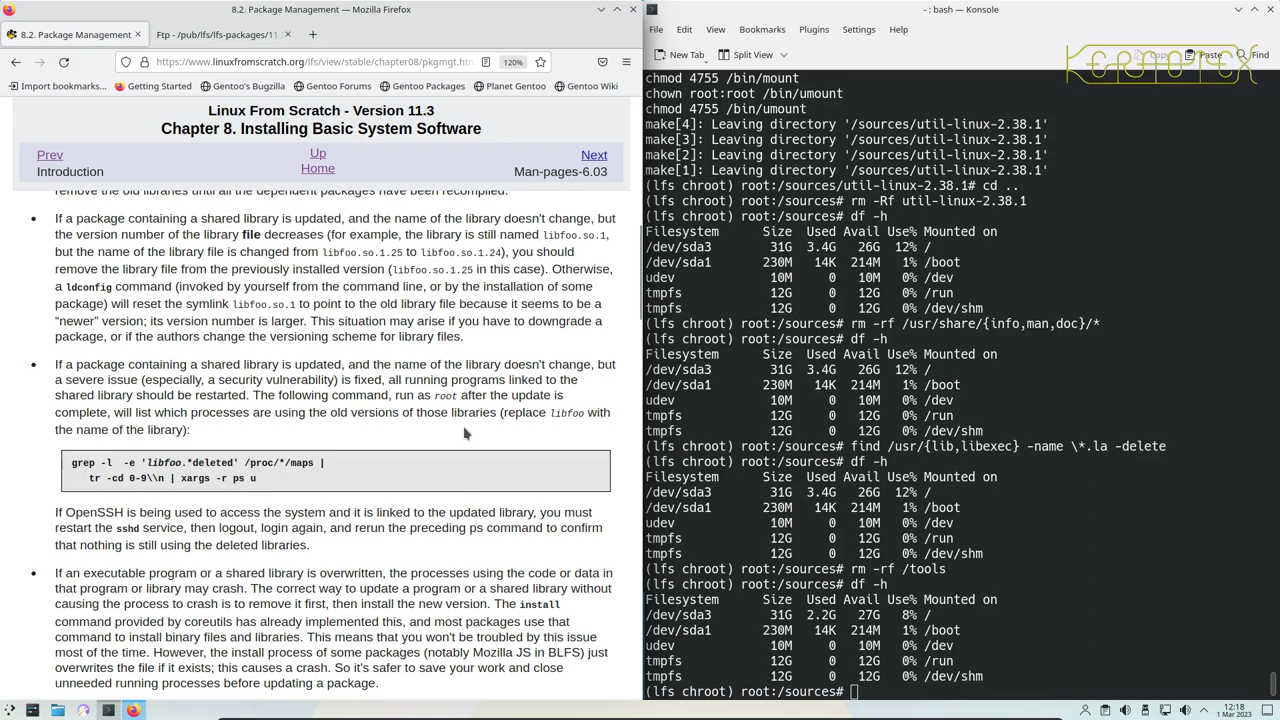 8.2. Package Management — Mozilla Firefox
8.2. Package Management
Ftp - /pub/lfs/lfs-packages/11.
https://www.linuxfromscratch.org/lfs/view/stable/chapter08/pkgmgt.htm
120%
Import bookmarks...
Getting Started
Gentoo's Bugzilla
Gentoo Forums
Gentoo Packages
Planet Gentoo
Gentoo Wiki
Linux From Scratch - Version 11.3
Chapter 8. Installing Basic System Software
Prev
Up
Next
Introduction
Home
Man-pages-6.03
remove the old libraries until all the dependent packages have been recompiled.
If a package containing a shared library is updated, and the name of the library doesn't change, but
the version number of the library file decreases (for example, the library is still named libfoo.so.1,
but the name of the library file is changed from libfoo.so.1.25 to libfoo.so.1.24), you should
remove the library file from the previously installed version (libfoo.so.1.25 in this case). Otherwise,
a ldconfig command (invoked by yourself from the command line, or by the installation of some
package) will reset the symlink libfoo.so.1 to point to the old library file because it seems to be a
“newer” version; its version number is larger. This situation may arise if you have to downgrade a
package, or if the authors change the versioning scheme for library files.
If a package containing a shared library is updated, and the name of the library doesn't change, but
a severe issue (especially, a security vulnerability) is fixed, all running programs linked to the
shared library should be restarted. The following command, run as root after the update is
complete, will list which processes are using the old versions of those libraries (replace libfoo with
the name of the library):
grep -l  -e 'libfoo.*deleted' /proc/*/maps |
   tr -cd 0-9\\n | xargs -r ps u
If OpenSSH is being used to access the system and it is linked to the updated library, you must
restart the sshd service, then logout, login again, and rerun the preceding ps command to confirm
that nothing is still using the deleted libraries.
If an executable program or a shared library is overwritten, the processes using the code or data in
that program or library may crash. The correct way to update a program or a shared library without
causing the process to crash is to remove it first, then install the new version. The install
command provided by coreutils has already implemented this, and most packages use that
command to install binary files and libraries. This means that you won't be troubled by this issue
most of the time. However, the install process of some packages (notably Mozilla JS in BLFS) just
overwrites the file if it exists; this causes a crash. So it's safer to save your work and close
unneeded running processes before updating a package.
- : bash — Konsole
File Edit View Bookmarks Plugins Settings Help
New Tab
Split View
Copy
Paste
Find
KERNOTEX
chmod 4755 /bin/mount
chown root:root /bin/umount
chmod 4755 /bin/umount
make[4]: Leaving directory '/sources/util-linux-2.38.1'
make[3]: Leaving directory '/sources/util-linux-2.38.1'
make[2]: Leaving directory '/sources/util-linux-2.38.1'
make[1]: Leaving directory '/sources/util-linux-2.38.1'
(lfs chroot) root:/sources/util-linux-2.38.1# cd ..
(lfs chroot) root:/sources# rm -Rf util-linux-2.38.1
(lfs chroot) root:/sources# df -h
Filesystem      Size  Used Avail Use% Mounted on
/dev/sda3        31G  3.4G   26G  12% /
/dev/sda1       230M   14K  214M   1% /boot
udev             10M     0   10M   0% /dev
tmpfs            12G     0   12G   0% /run
tmpfs            12G     0   12G   0% /dev/shm
(lfs chroot) root:/sources# rm -rf /usr/share/{info,man,doc}/*
(lfs chroot) root:/sources# df -h
Filesystem      Size  Used Avail Use% Mounted on
/dev/sda3        31G  3.4G   26G  12% /
/dev/sda1       230M   14K  214M   1% /boot
udev             10M     0   10M   0% /dev
tmpfs            12G     0   12G   0% /run
tmpfs            12G     0   12G   0% /dev/shm
(lfs chroot) root:/sources# find /usr/{lib,libexec} -name \*.la -delete
(lfs chroot) root:/sources# df -h
Filesystem      Size  Used Avail Use% Mounted on
/dev/sda3        31G  3.4G   26G  12% /
/dev/sda1       230M   14K  214M   1% /boot
udev             10M     0   10M   0% /dev
tmpfs            12G     0   12G   0% /run
tmpfs            12G     0   12G   0% /dev/shm
(lfs chroot) root:/sources# rm -rf /tools
(lfs chroot) root:/sources# df -h
Filesystem      Size  Used Avail Use% Mounted on
/dev/sda3        31G  2.2G   27G   8% /
/dev/sda1       230M   14K  214M   1% /boot
udev             10M     0   10M   0% /dev
tmpfs            12G     0   12G   0% /run
tmpfs            12G     0   12G   0% /dev/shm
(lfs chroot) root:/sources#
12:18
1 Mar 2023